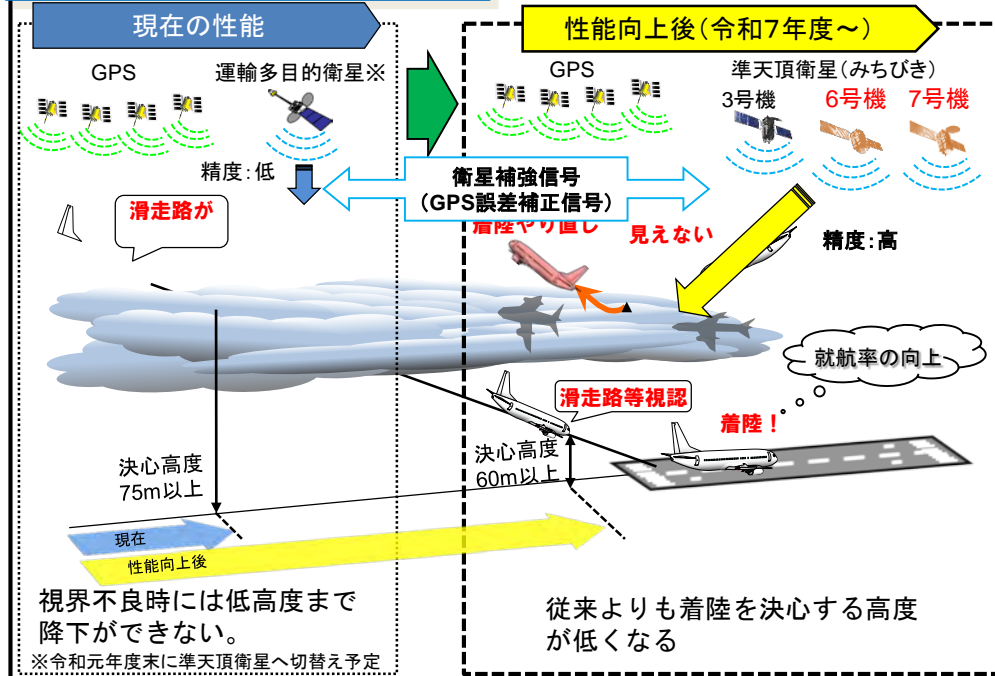 現在の性能
GPS
運輸多目的衛星※
精度:低
滑走路が
衛星補強信号
(GPS誤差補正信号)
性能向上後(令和7年度~)
GPS
準天頂衛星(みちびき)
3号機
6号機
7号機
着陸やり直し
見えない
精度:高
就航率の向上
滑走路等視認
着陸!
決心高度
75m以上
決心高度
60m以上
現在
性能向上後
視界不良時には低高度まで
降下ができない。
※令和元年度末に準天頂衛星へ切替え予定
従来よりも着陸を決心する高度
が低くなる